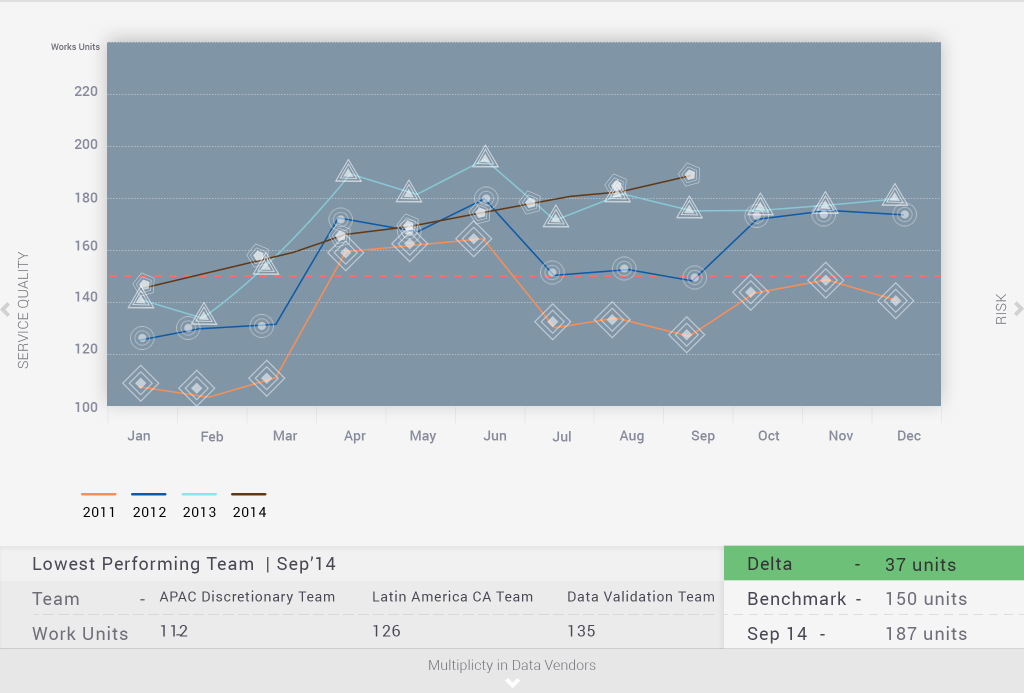 Works Units
220
200
180
160
140
120
100
SERVICE QUALITY
RISK
Jan Feb Mar Apr May Jun Jul Aug Sep Oct Nov Dec
2011 2012 2013 2014
Lowest Performing Team | Sep’14
Team - APAC Discretionary Team Latin America CA Team Data Validation Team
Work Units 112 126 135
Delta - 37 units
Benchmark - 150 units
Sep 14 - 187 units
Multiplicty in Data Vendors